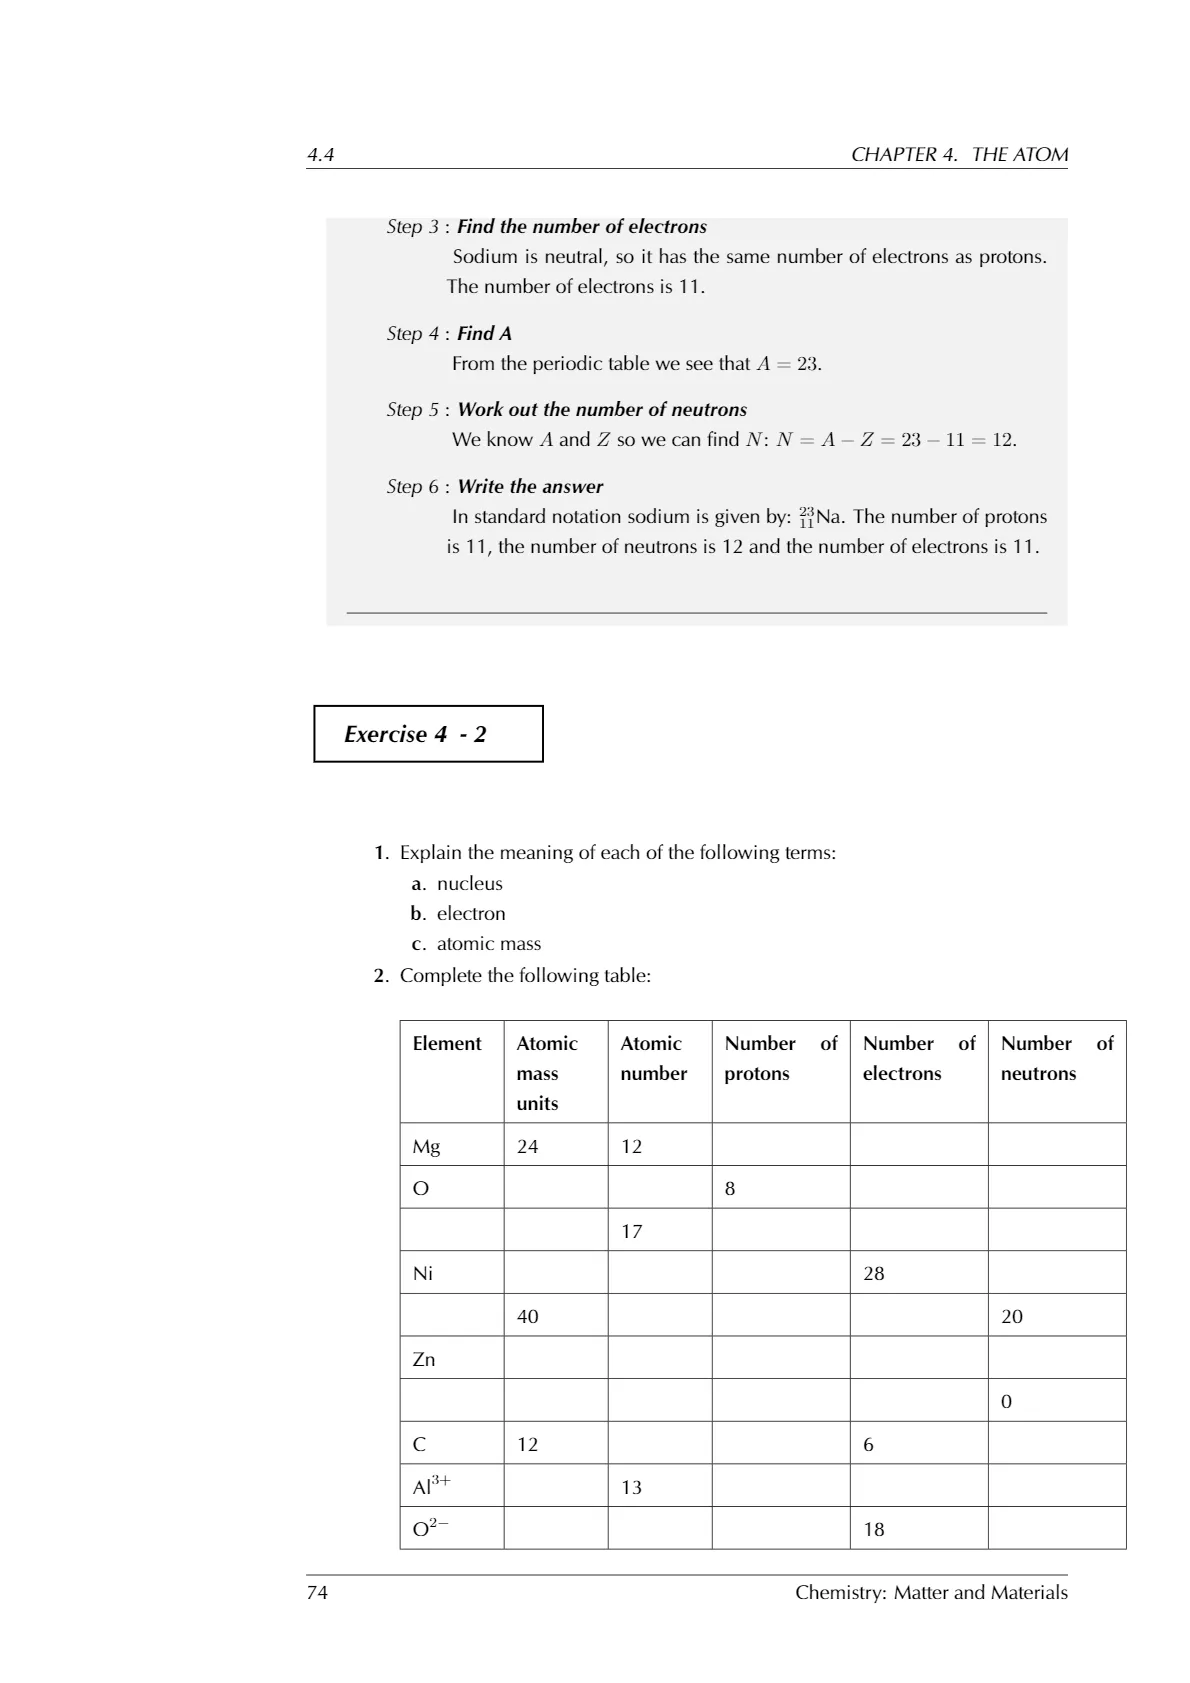 4.4 CHAPTER 4. THE ATOM
Step 3 : Find the number of electrons
Sodium is neutral, so it has the same number of electrons as protons.
The number of electrons is 11.
Step 4 : Find A
From the periodic table we see that A = 23.
Step 5 : Work out the number of neutrons
We know A and Z so we can find N: N = A − Z = 23 − 11 = 12.
Step 6 : Write the answer
In standard notation sodium is given by: ²³₁₁Na. The number of protons
is 11, the number of neutrons is 12 and the number of electrons is 11.
Exercise 4 - 2
1. Explain the meaning of each of the following terms:
a. nucleus
b. electron
c. atomic mass
2. Complete the following table:
Element Atomic mass units Atomic number Number of protons Number of electrons Number of neutrons
Mg 24 12
O 8
17
Ni 28
40 20
Zn
0
C 12 6
Al³⁺ 13
O²⁻ 18
74 Chemistry: Matter and Materials